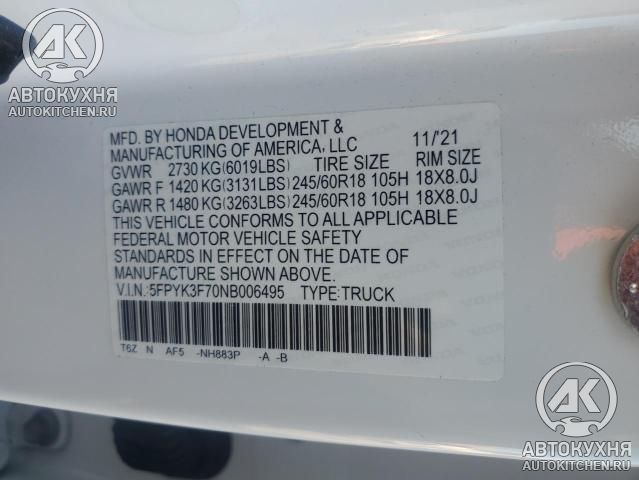 АК
АВТОКУХНЯ
AUTOKITCHEN.RU
MFD. BY HONDA DEVELOPMENT &
MANUFACTURING OF AMERICA, LLC 11/'21
GVWR 2730 KG(6019LBS) TIRE SIZE RIM SIZE
GAWR F 1420 KG(3131LBS) 245/60R18 105H 18X8.0J
GAWR R 1480 KG(3263LBS) 245/60R18 105H 18X8.0J
THIS VEHICLE CONFORMS TO ALL APPLICABLE
FEDERAL MOTOR VEHICLE SAFETY
STANDARDS IN EFFECT ON THE DATE OF
MANUFACTURE SHOWN ABOVE.
V.I.N.:5FPYK3F70NB006495 TYPE:TRUCK
T6Z N AF5 -NH883P -A -B
АК
АВТОКУХНЯ
AUTOKITCHEN.RU